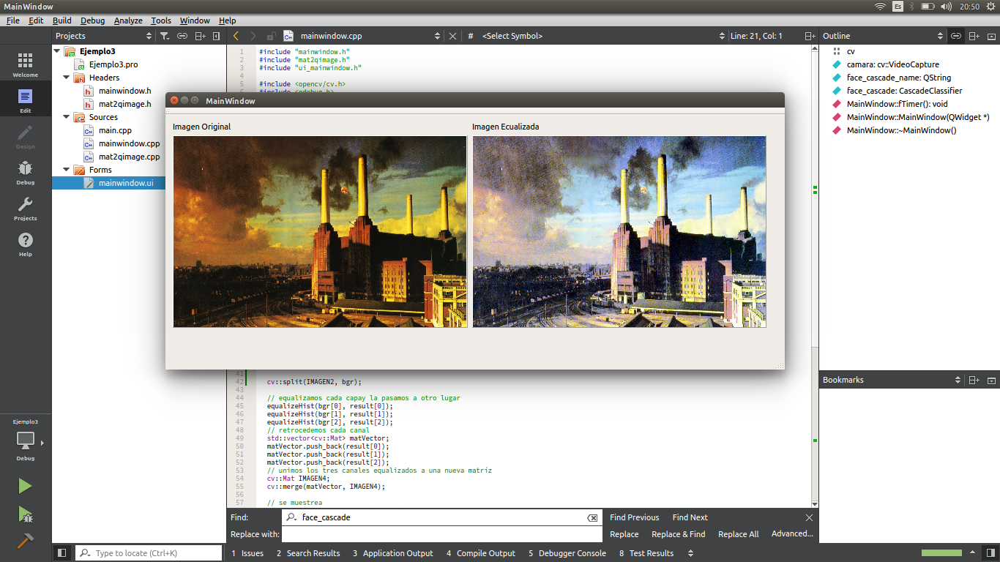 MainWindow
Es
20:50
File Edit Build Debug Analyze Tools Window Help
Projects
mainwindow.cpp
# <Select Symbol>
Line: 21, Col: 1
Outline
Welcome
Edit
Design
Debug
Projects
Help
Ejemplo3
Debug
Ejemplo3
Ejemplo3.pro
Headers
mainwindow.h
mat2qimage.h
Sources
main.cpp
mainwindow.cpp
mat2qimage.cpp
Forms
mainwindow.ui
1 #include "mainwindow.h"
2 #include "mat2qimage.h"
3 #include "ui_mainwindow.h"
4
5 #include <opencv/cv.h>
MainWindow
Imagen Original
Imagen Ecualizada
41
42 cv::split(IMAGEN2, bgr);
43
44 // equalizamos cada capay la pasamos a otro lugar
45 equalizeHist(bgr[0], result[0]);
46 equalizeHist(bgr[1], result[1]);
47 equalizeHist(bgr[2], result[2]);
48 // retrocedemos cada canal
49 std::vector<cv::Mat> matVector;
50 matVector.push_back(result[0]);
51 matVector.push_back(result[1]);
52 matVector.push_back(result[2]);
53 // unimos los tres canales equalizados a una nueva matríz
54 cv::Mat IMAGEN4;
55 cv::merge(matVector, IMAGEN4);
56
57 // se muestrea
cv
camara: cv::VideoCapture
face_cascade_name: QString
face_cascade: CascadeClassifier
MainWindow::fTimer(): void
MainWindow::MainWindow(QWidget *)
MainWindow::~MainWindow()
Bookmarks
Find: face_cascade Find Previous Find Next
Replace with: Replace Replace & Find Replace All Advanced...
Type to locate (Ctrl+K)
1 Issues 2 Search Results 3 Application Output 4 Compile Output 5 Debugger Console 8 Test Results